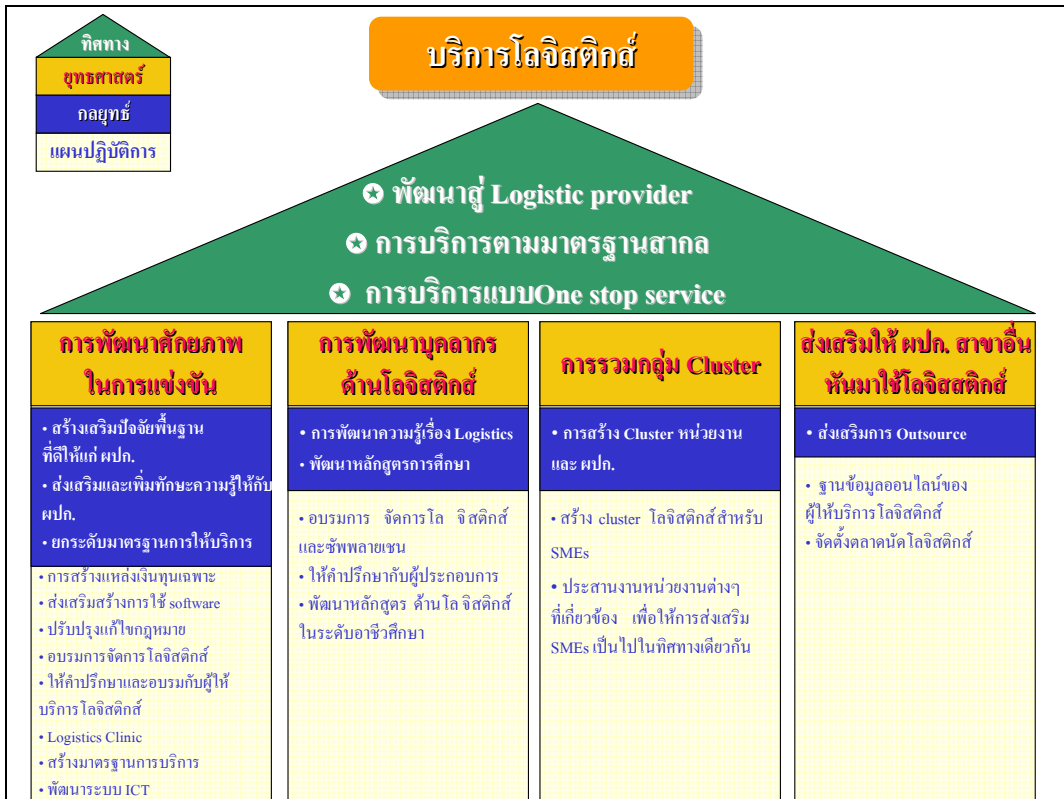 ทิศทาง
ยุทธศาสตร์
กลยุทธ์
แผนปฏิบัติการ
บริการโลจิสติกส์
✪ พัฒนาสู่ Logistic provider
✪ การบริการตามมาตรฐานสากล
✪ การบริการแบบOne stop service
การพัฒนาศักยภาพ
ในการแข่งขัน
• สร้างเสริมปัจจัยพื้นฐาน
ที่ดีให้แก่ ผปก.
• ส่งเสริมและเพิ่มทักษะความรู้ให้กับ
ผปก.
• ยกระดับมาตรฐานการให้บริการ
• การสร้างแหล่งเงินทุนเฉพาะ
• ส่งเสริมสร้างการใช้ software
• ปรับปรุงแก้ไขกฎหมาย
• อบรมการจัดการโลจิสติกส์
• ให้คำปรึกษาและอบรมกับผู้ให้
บริการโลจิสติกส์
• Logistics Clinic
• สร้างมาตรฐานการบริการ
• พัฒนาระบบ ICT
การพัฒนาบุคลากร
ด้านโลจิสติกส์
• การพัฒนาความรู้เรื่อง Logistics
• พัฒนาหลักสูตรการศึกษา
• อบรมการ จัดการโล จิสติกส์
และซัพพลายเชน
• ให้คำปรึกษากับผู้ประกอบการ
• พัฒนาหลักสูตร ด้านโล จิสติกส์
ในระดับอาชีวศึกษา
การรวมกลุ่ม Cluster
• การสร้าง Cluster หน่วยงาน
และ ผปก.
• สร้าง cluster โลจิสติกส์สำหรับ
SMEs
• ประสานงานหน่วยงานต่างๆ
ที่เกี่ยวข้อง เพื่อให้การส่งเสริม
SMEs เป็นไปในทิศทางเดียวกัน
ส่งเสริมให้ ผปก. สาขาอื่น
หันมาใช้โลจิสสติกส์
• ส่งเสริมการ Outsource
• ฐานข้อมูลออนไลน์ของ
ผู้ให้บริการโลจิสติกส์
• จัดตั้งตลาดนัดโลจิสติกส์